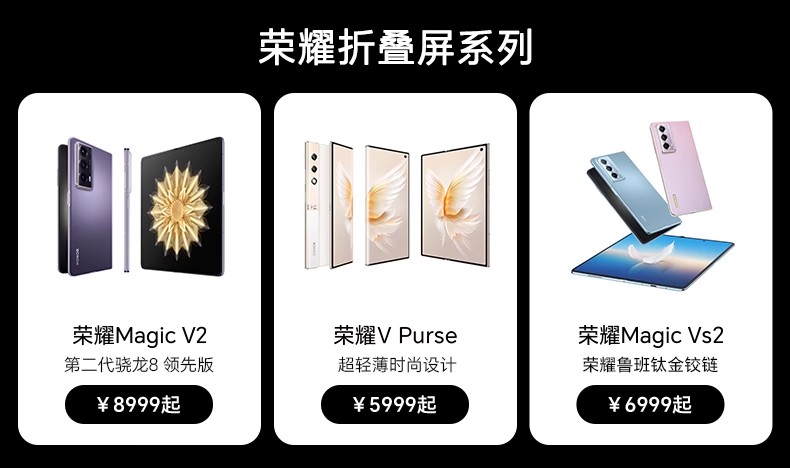 荣耀折叠屏系列
荣耀Magic V2
第二代骁龙8 领先版
￥8999起
荣耀V Purse
超轻薄时尚设计
￥5999起
荣耀Magic Vs2
荣耀鲁班钛金铰链
￥6999起
HONOR